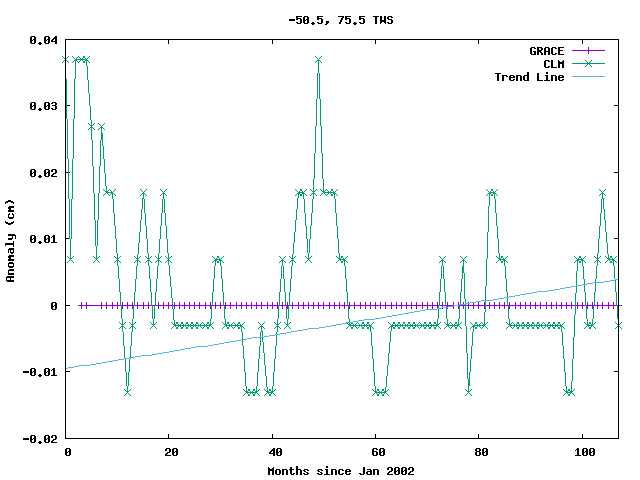 -50.5, 75.5 TWS
0.04
0.03
0.02
0.01
0
-0.01
-0.02
Anomaly (cm)
GRACE
CLM
Trend Line
0 20 40 60 80 100
Months since Jan 2002